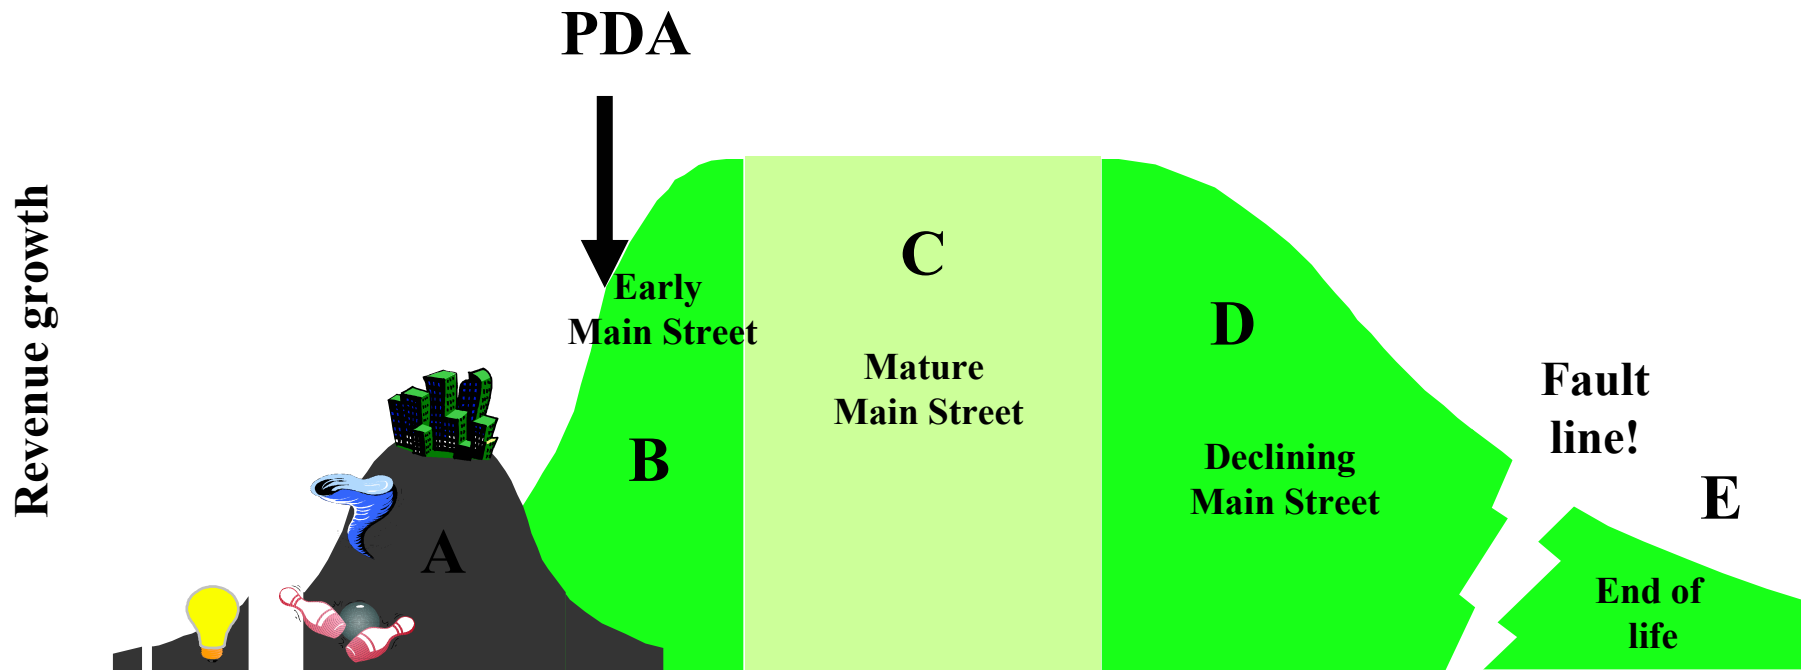 PDA
Revenue growth
A
Early
Main Street
B
C
Mature
Main Street
D
Declining
Main Street
Fault
line!
E
End of
life